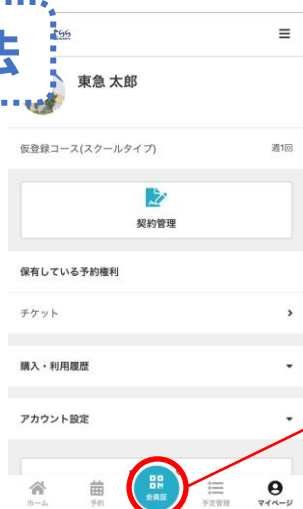 法
東急 太郎
仮登録コース(スクールタイプ) 週1回
契約管理
保有している予約権利
チケット
購入・利用履歴
アカウント設定
ホーム 予約 会員証 予定管理 マイページ